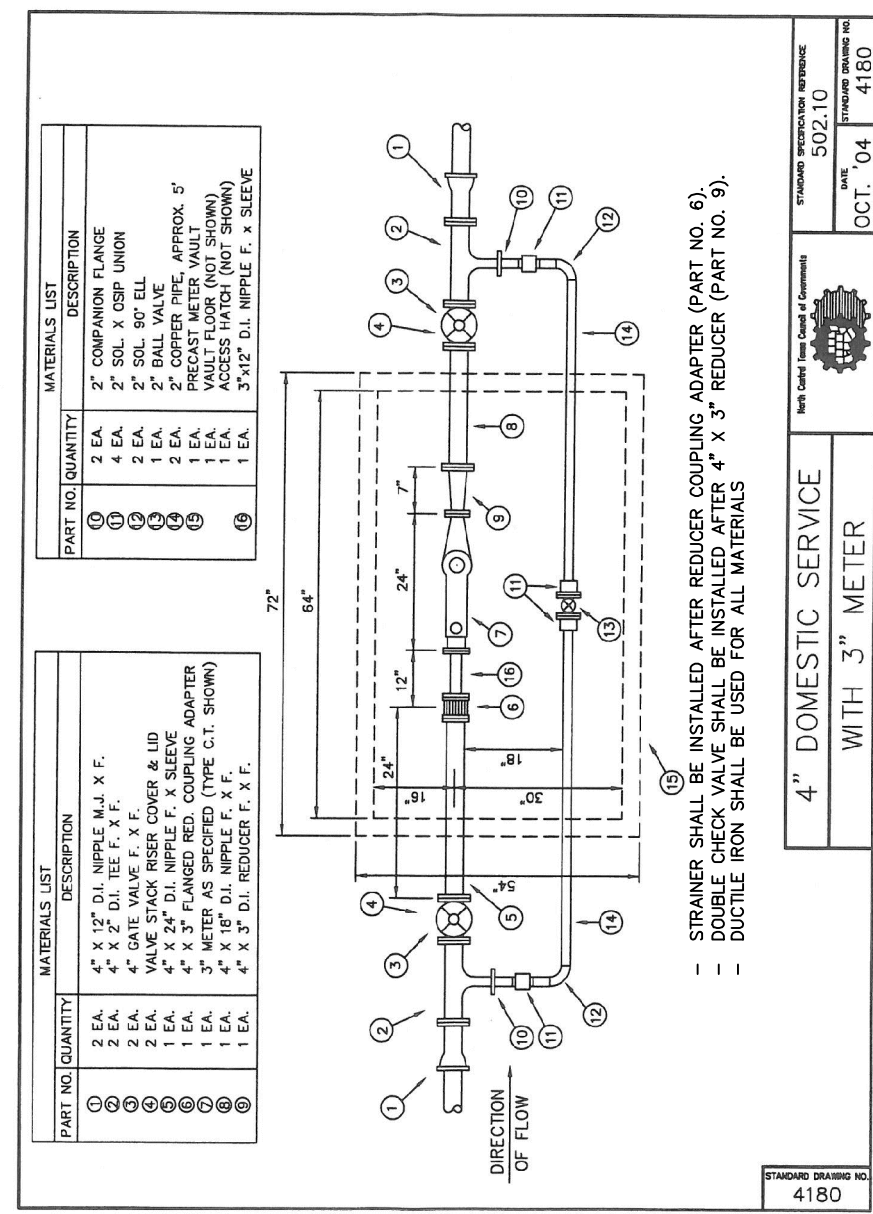 MATERIALS LIST
PART NO. QUANTITY DESCRIPTION
① 2 EA. 4" X 12" D.I. NIPPLE M.J. X F.
② 2 EA. 4" X 2" D.I. TEE F. X F.
③ 2 EA. 4" GATE VALVE F. X F.
④ 2 EA. VALVE STACK RISER COVER & LID
⑤ 1 EA. 4" X 24" D.I. NIPPLE F. X SLEEVE
⑥ 1 EA. 4" X 3" FLANGED RED. COUPLING ADAPTER
⑦ 1 EA. 3" METER AS SPECIFIED (TYPE C.T. SHOWN)
⑧ 1 EA. 4" X 18" D.I. NIPPLE F. X F.
⑨ 1 EA. 4" X 3" D.I. REDUCER F. X F.
MATERIALS LIST
PART NO. QUANTITY DESCRIPTION
⑩ 2 EA. 2" COMPANION FLANGE
⑪ 4 EA. 2" SOL. X OSIP UNION
⑫ 2 EA. 2" SOL. 90° ELL
⑬ 1 EA. 2" BALL VALVE
⑭ 2 EA. 2" COPPER PIPE, APPROX. 5'
⑮ 1 EA. PRECAST METER VAULT
1 EA. VAULT FLOOR (NOT SHOWN)
1 EA. ACCESS HATCH (NOT SHOWN)
⑯ 1 EA. 3"x12" D.I. NIPPLE F. x SLEEVE
72"
64"
24"
12"
24"
7"
① ② ③ ④ ⑤ ⑥ ⑯ ⑦ ⑨ ⑧ ④ ③ ② ①
16"
30"
18"
54"
DIRECTION
OF FLOW
⑩ ⑪ ⑫ ⑭ ⑪ ⑬ ⑭ ⑩ ⑪ ⑫
⑮
- STRAINER SHALL BE INSTALLED AFTER REDUCER COUPLING ADAPTER (PART NO. 6).
- DOUBLE CHECK VALVE SHALL BE INSTALLED AFTER 4" X 3" REDUCER (PART NO. 9).
- DUCTILE IRON SHALL BE USED FOR ALL MATERIALS
4" DOMESTIC SERVICE
WITH 3" METER
North Central Texas Council of Governments
STANDARD SPECIFICATION REFERENCE
502.10
DATE
OCT. '04
STANDARD DRAWING NO.
4180
STANDARD DRAWING NO.
4180